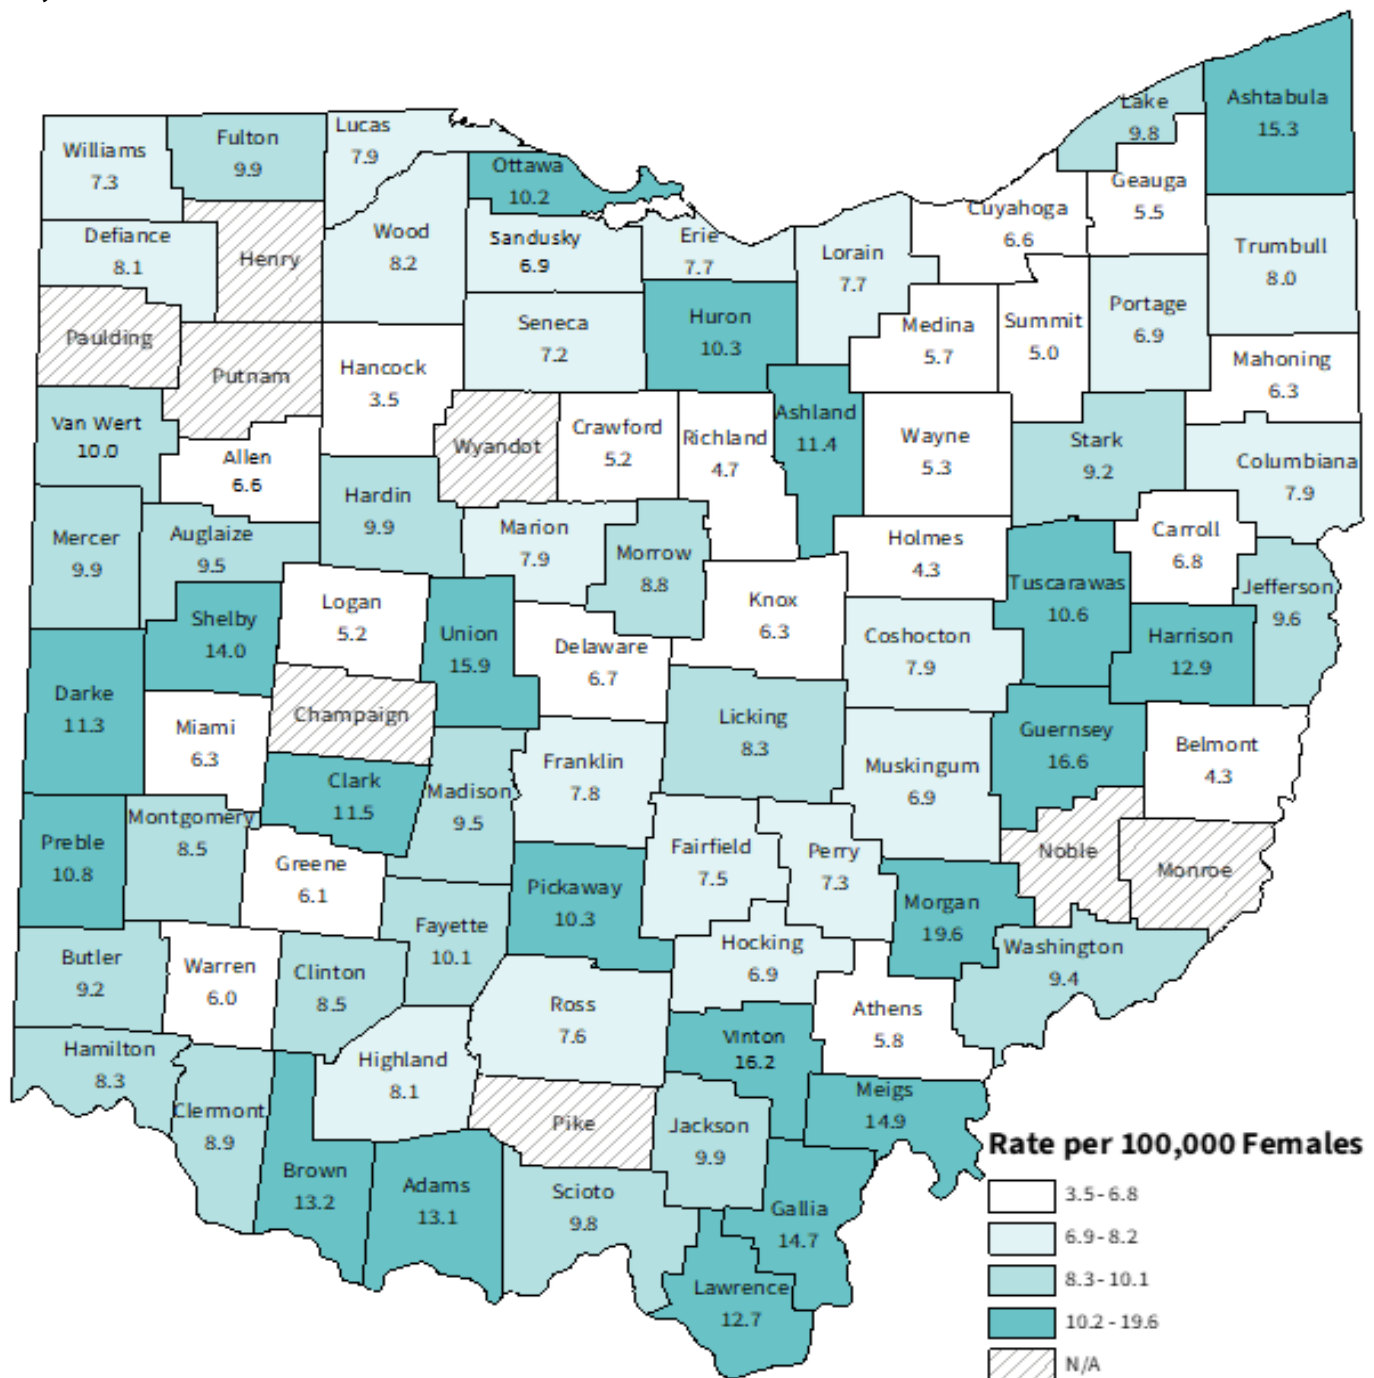 Lake
9.8
Ashtabula
15.3
Williams
7.3
Fulton
9.9
Lucas
7.9
Ottawa
10.2
Geauga
5.5
Cuyahoga
6.6
Defiance
8.1
Henry
Wood
8.2
Sandusky
6.9
Erie
7.7
Lorain
7.7
Trumbull
8.0
Paulding
Putnam
Hancock
3.5
Seneca
7.2
Huron
10.3
Medina
5.7
Summit
5.0
Portage
6.9
Mahoning
6.3
Van Wert
10.0
Allen
6.6
Wyandot
Crawford
5.2
Richland
4.7
Ashland
11.4
Wayne
5.3
Stark
9.2
Columbiana
7.9
Mercer
9.9
Auglaize
9.5
Hardin
9.9
Marion
7.9
Morrow
8.8
Holmes
4.3
Tuscarawas
10.6
Carroll
6.8
Jefferson
9.6
Shelby
14.0
Logan
5.2
Union
15.9
Delaware
6.7
Knox
6.3
Coshocton
7.9
Harrison
12.9
Darke
11.3
Miami
6.3
Champaign
Licking
8.3
Guernsey
16.6
Belmont
4.3
Clark
11.5
Madison
9.5
Franklin
7.8
Muskingum
6.9
Preble
10.8
Montgomery
8.5
Greene
6.1
Fairfield
7.5
Perry
7.3
Noble
Monroe
Fayette
10.1
Pickaway
10.3
Morgan
19.6
Butler
9.2
Warren
6.0
Clinton
8.5
Hocking
6.9
Washington
9.4
Ross
7.6
Athens
5.8
Hamilton
8.3
Highland
8.1
Vinton
16.2
Clermont
8.9
Pike
Jackson
9.9
Meigs
14.9
Brown
13.2
Adams
13.1
Scioto
9.8
Gallia
14.7
Lawrence
12.7
Rate per 100,000 Females
3.5-6.8
6.9-8.2
8.3-10.1
10.2 -19.6
N/A